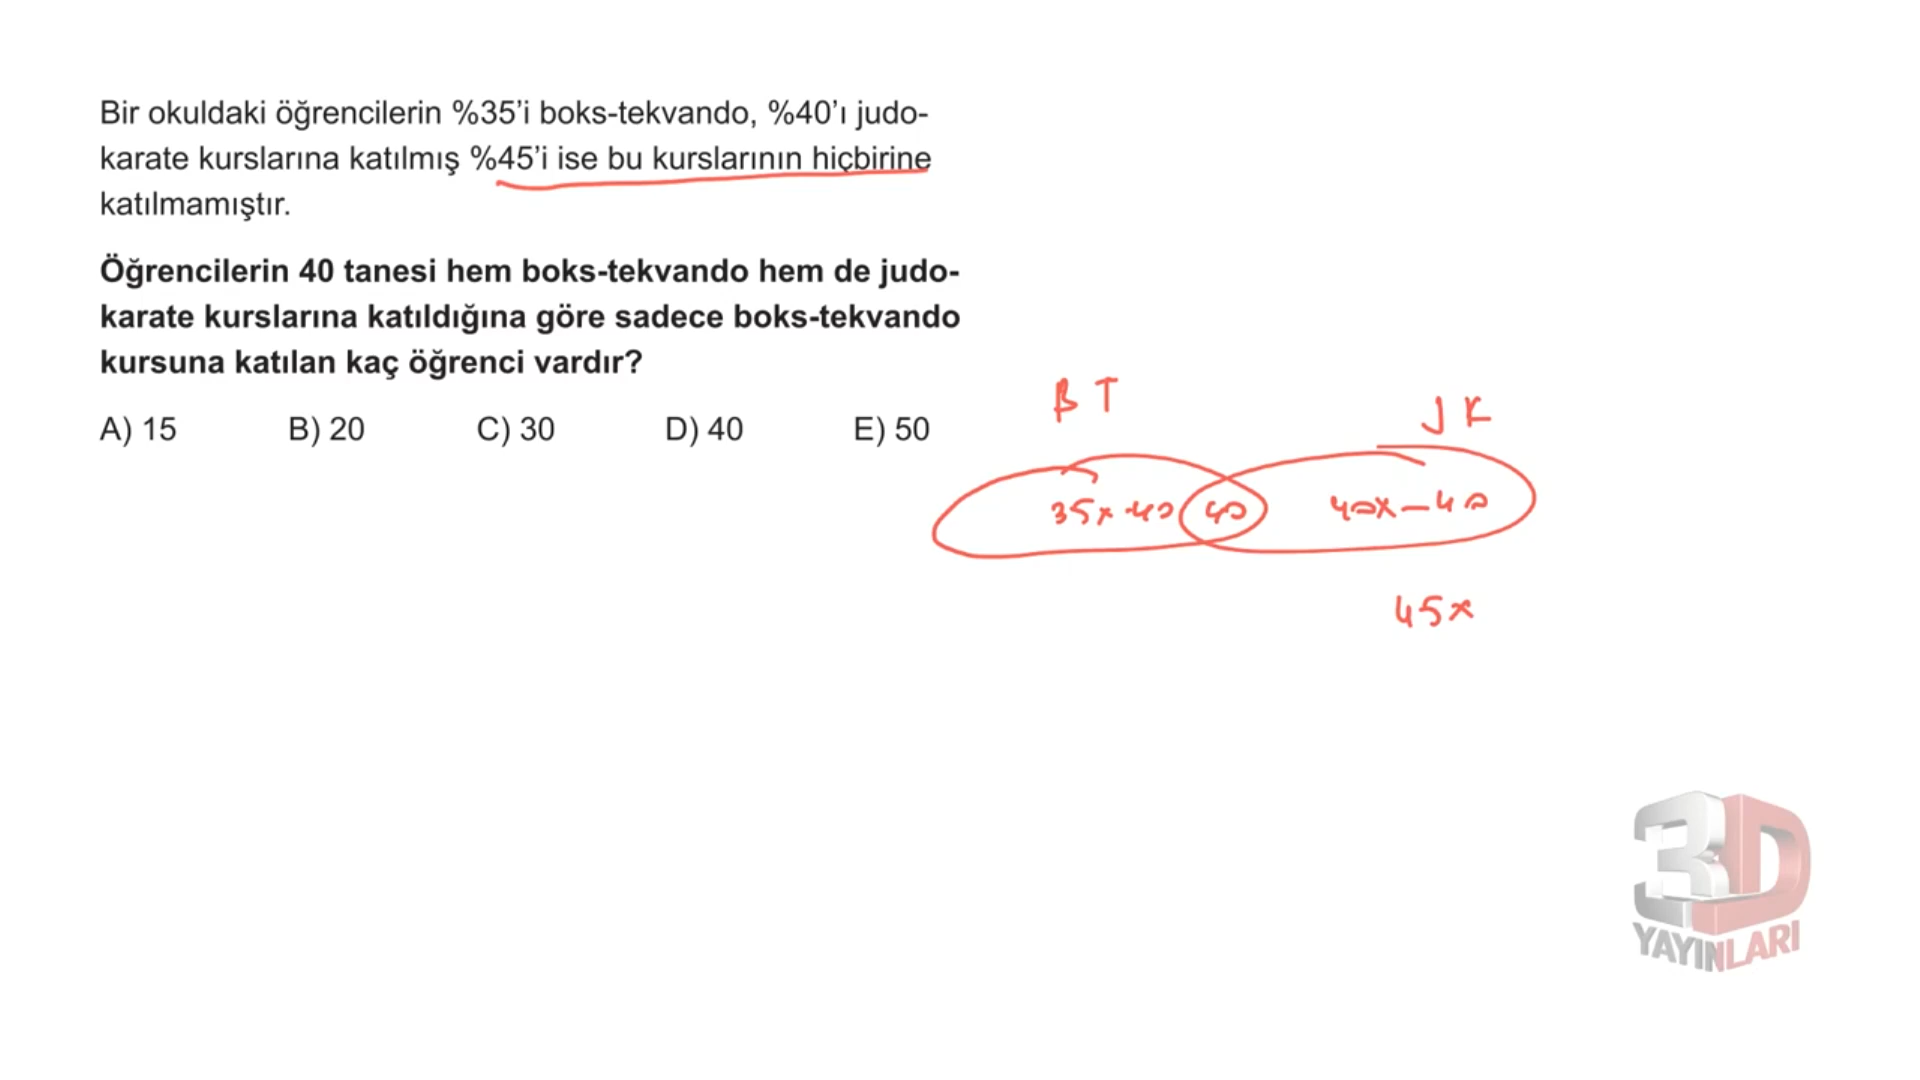 Bir okuldaki öğrencilerin %35’i boks-tekvando, %40’ı judo-
karate kurslarına katılmış %45’i ise bu kurslarının hiçbirine
katılmamıştır.
Öğrencilerin 40 tanesi hem boks-tekvando hem de judo-
karate kurslarına katıldığına göre sadece boks-tekvando
kursuna katılan kaç öğrenci vardır?
A) 15 B) 20 C) 30 D) 40 E) 50
BT JK
35x-40 40 40x-40
45x
3D
YAYINLARI